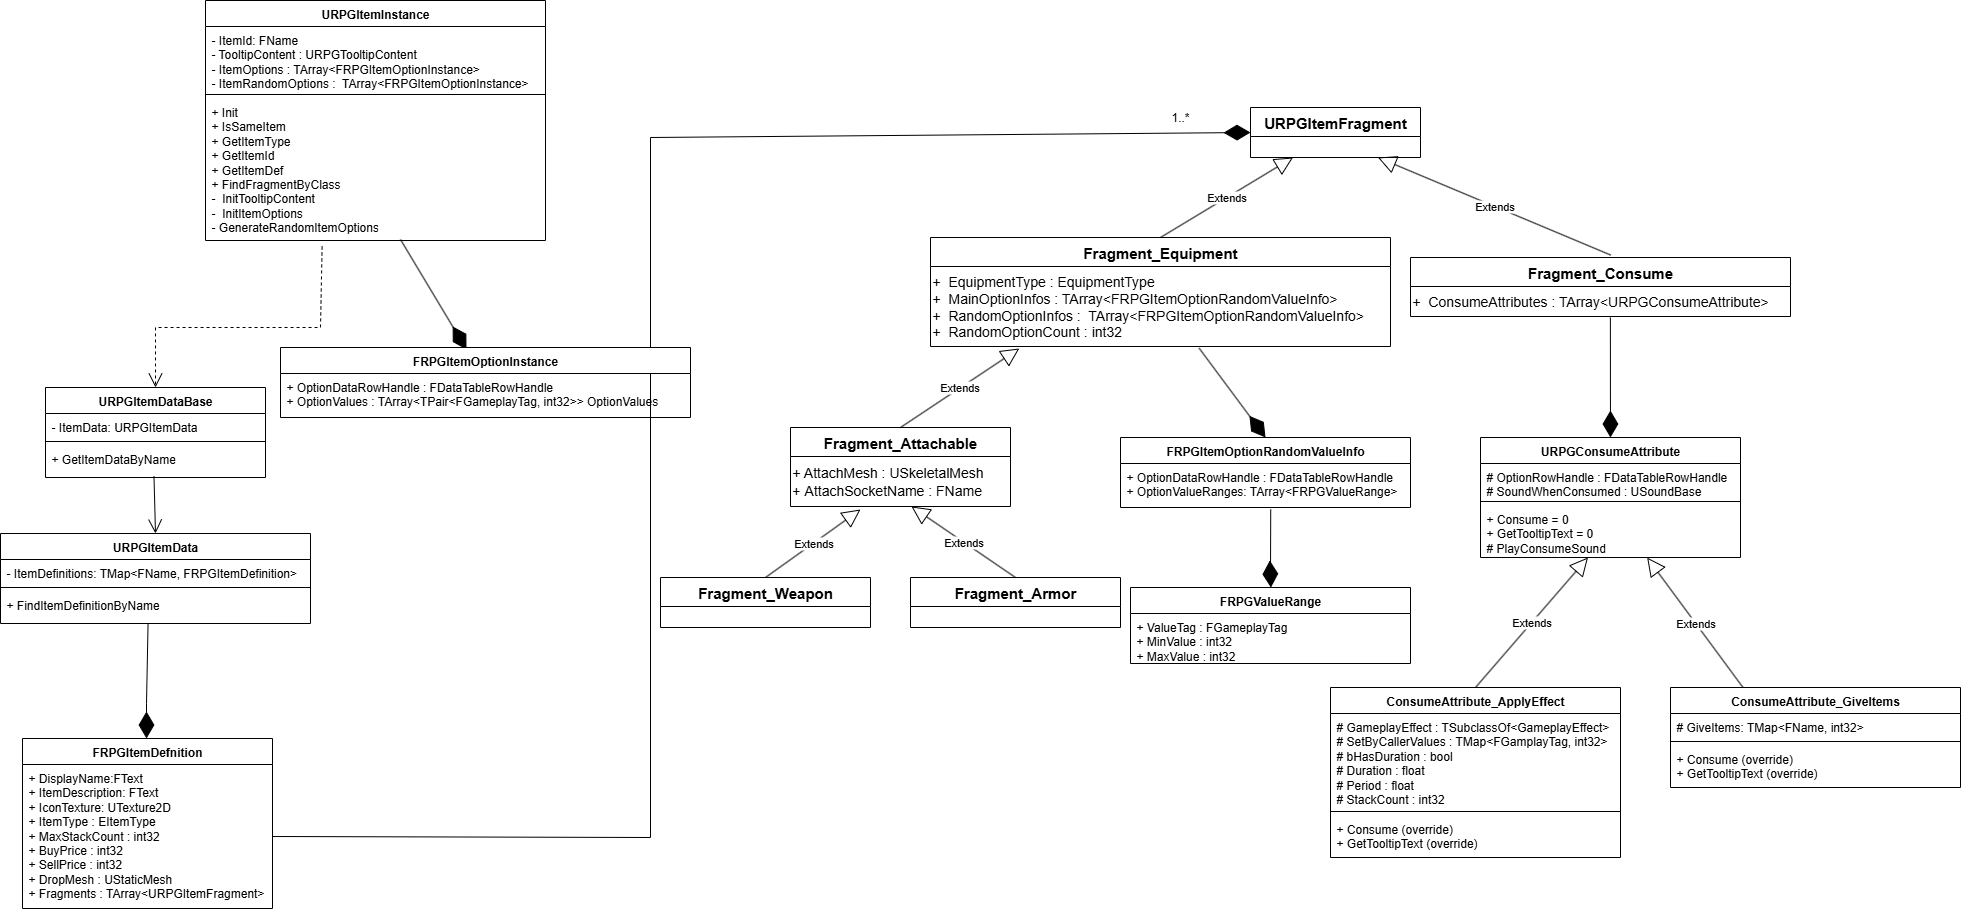 URPGItemInstance
- ItemId: FName
- TooltipContent : URPGTooltipContent
- ItemOptions : TArray<FRPGItemOptionInstance>
- ItemRandomOptions :  TArray<FRPGItemOptionInstance>
+ Init
+ IsSameItem
+ GetItemType
+ GetItemId
+ GetItemDef
+ FindFragmentByClass
-  InitTooltipContent
-  InitItemOptions
- GenerateRandomItemOptions
1..*
URPGItemFragment
Extends
Extends
Fragment_Equipment
+  EquipmentType : EquipmentType
+  MainOptionInfos : TArray<FRPGItemOptionRandomValueInfo>
+  RandomOptionInfos :  TArray<FRPGItemOptionRandomValueInfo>
+  RandomOptionCount : int32
Fragment_Consume
+  ConsumeAttributes : TArray<URPGConsumeAttribute>
FRPGItemOptionInstance
+ OptionDataRowHandle : FDataTableRowHandle
+ OptionValues : TArray<TPair<FGameplayTag, int32>> OptionValues
URPGItemDataBase
- ItemData: URPGItemData
+ GetItemDataByName
Extends
Fragment_Attachable
+ AttachMesh : USkeletalMesh
+ AttachSocketName : FName
FRPGItemOptionRandomValueInfo
+ OptionDataRowHandle : FDataTableRowHandle
+ OptionValueRanges: TArray<FRPGValueRange>
URPGConsumeAttribute
# OptionRowHandle : FDataTableRowHandle
# SoundWhenConsumed : USoundBase
+ Consume = 0
+ GetTooltipText = 0
# PlayConsumeSound
URPGItemData
- ItemDefinitions: TMap<FName, FRPGItemDefinition>
+ FindItemDefinitionByName
Extends
Extends
Fragment_Weapon
Fragment_Armor
FRPGValueRange
+ ValueTag : FGameplayTag
+ MinValue : int32
+ MaxValue : int32
Extends
Extends
FRPGItemDefnition
+ DisplayName:FText
+ ItemDescription: FText
+ IconTexture: UTexture2D
+ ItemType : EItemType
+ MaxStackCount : int32
+ BuyPrice : int32
+ SellPrice : int32
+ DropMesh : UStaticMesh
+ Fragments : TArray<URPGItemFragment>
ConsumeAttribute_ApplyEffect
# GameplayEffect : TSubclassOf<GameplayEffect>
# SetByCallerValues : TMap<FGamplayTag, int32>
# bHasDuration : bool
# Duration : float
# Period : float
# StackCount : int32
+ Consume (override)
+ GetTooltipText (override)
ConsumeAttribute_GiveItems
# GiveItems: TMap<FName, int32>
+ Consume (override)
+ GetTooltipText (override)